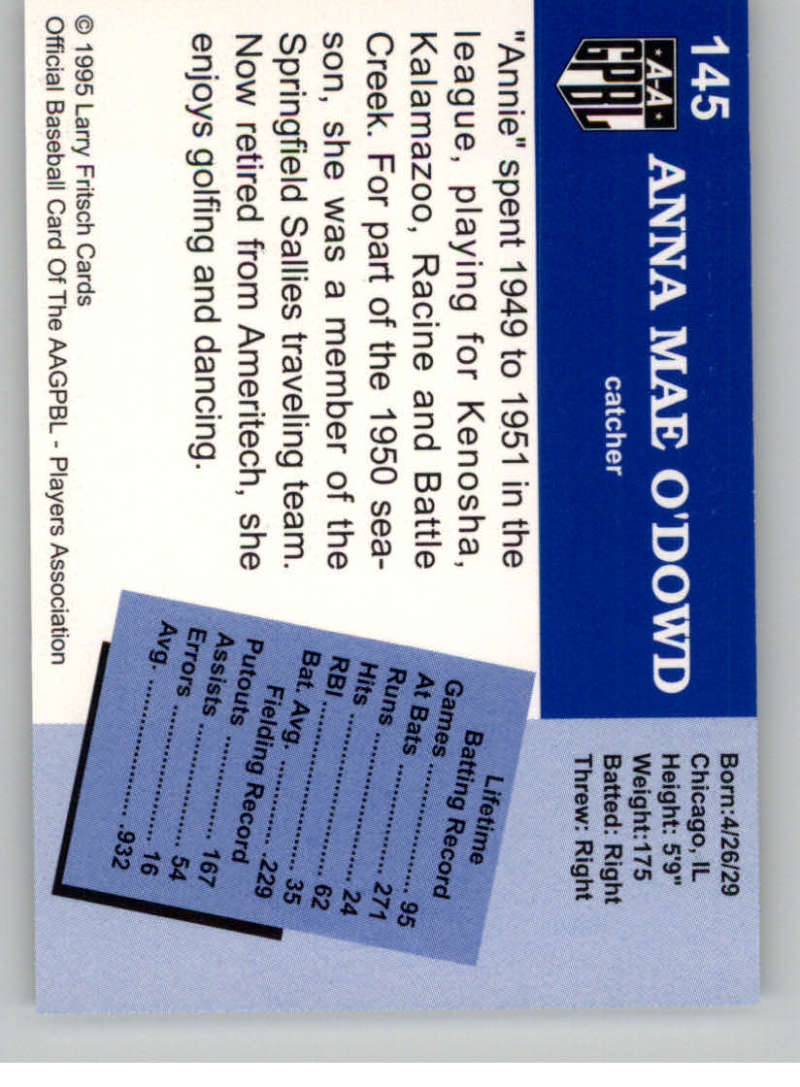 145
A-A
GPBL
ANNA MAE O'DOWD
catcher
Born:4/26/29
Chicago, IL
Height: 5'9"
Weight:175
Batted: Right
Threw: Right
"Annie" spent 1949 to 1951 in the
league, playing for Kenosha,
Kalamazoo, Racine and Battle
Creek. For part of the 1950 sea-
son, she was a member of the
Springfield Sallies traveling team.
Now retired from Ameritech, she
enjoys golfing and dancing.
Lifetime
Batting Record
Games ........................ 95
At Bats ...................... 271
Runs .......................... 24
Hits ............................. 62
RBI .............................. 35
Bat. Avg. ................... .229
Fielding Record
Putouts ..................... 167
Assists ....................... 54
Errors ......................... 16
Avg. .......................... .932
© 1995 Larry Fritsch Cards
Official Baseball Card Of The AAGPBL - Players Association